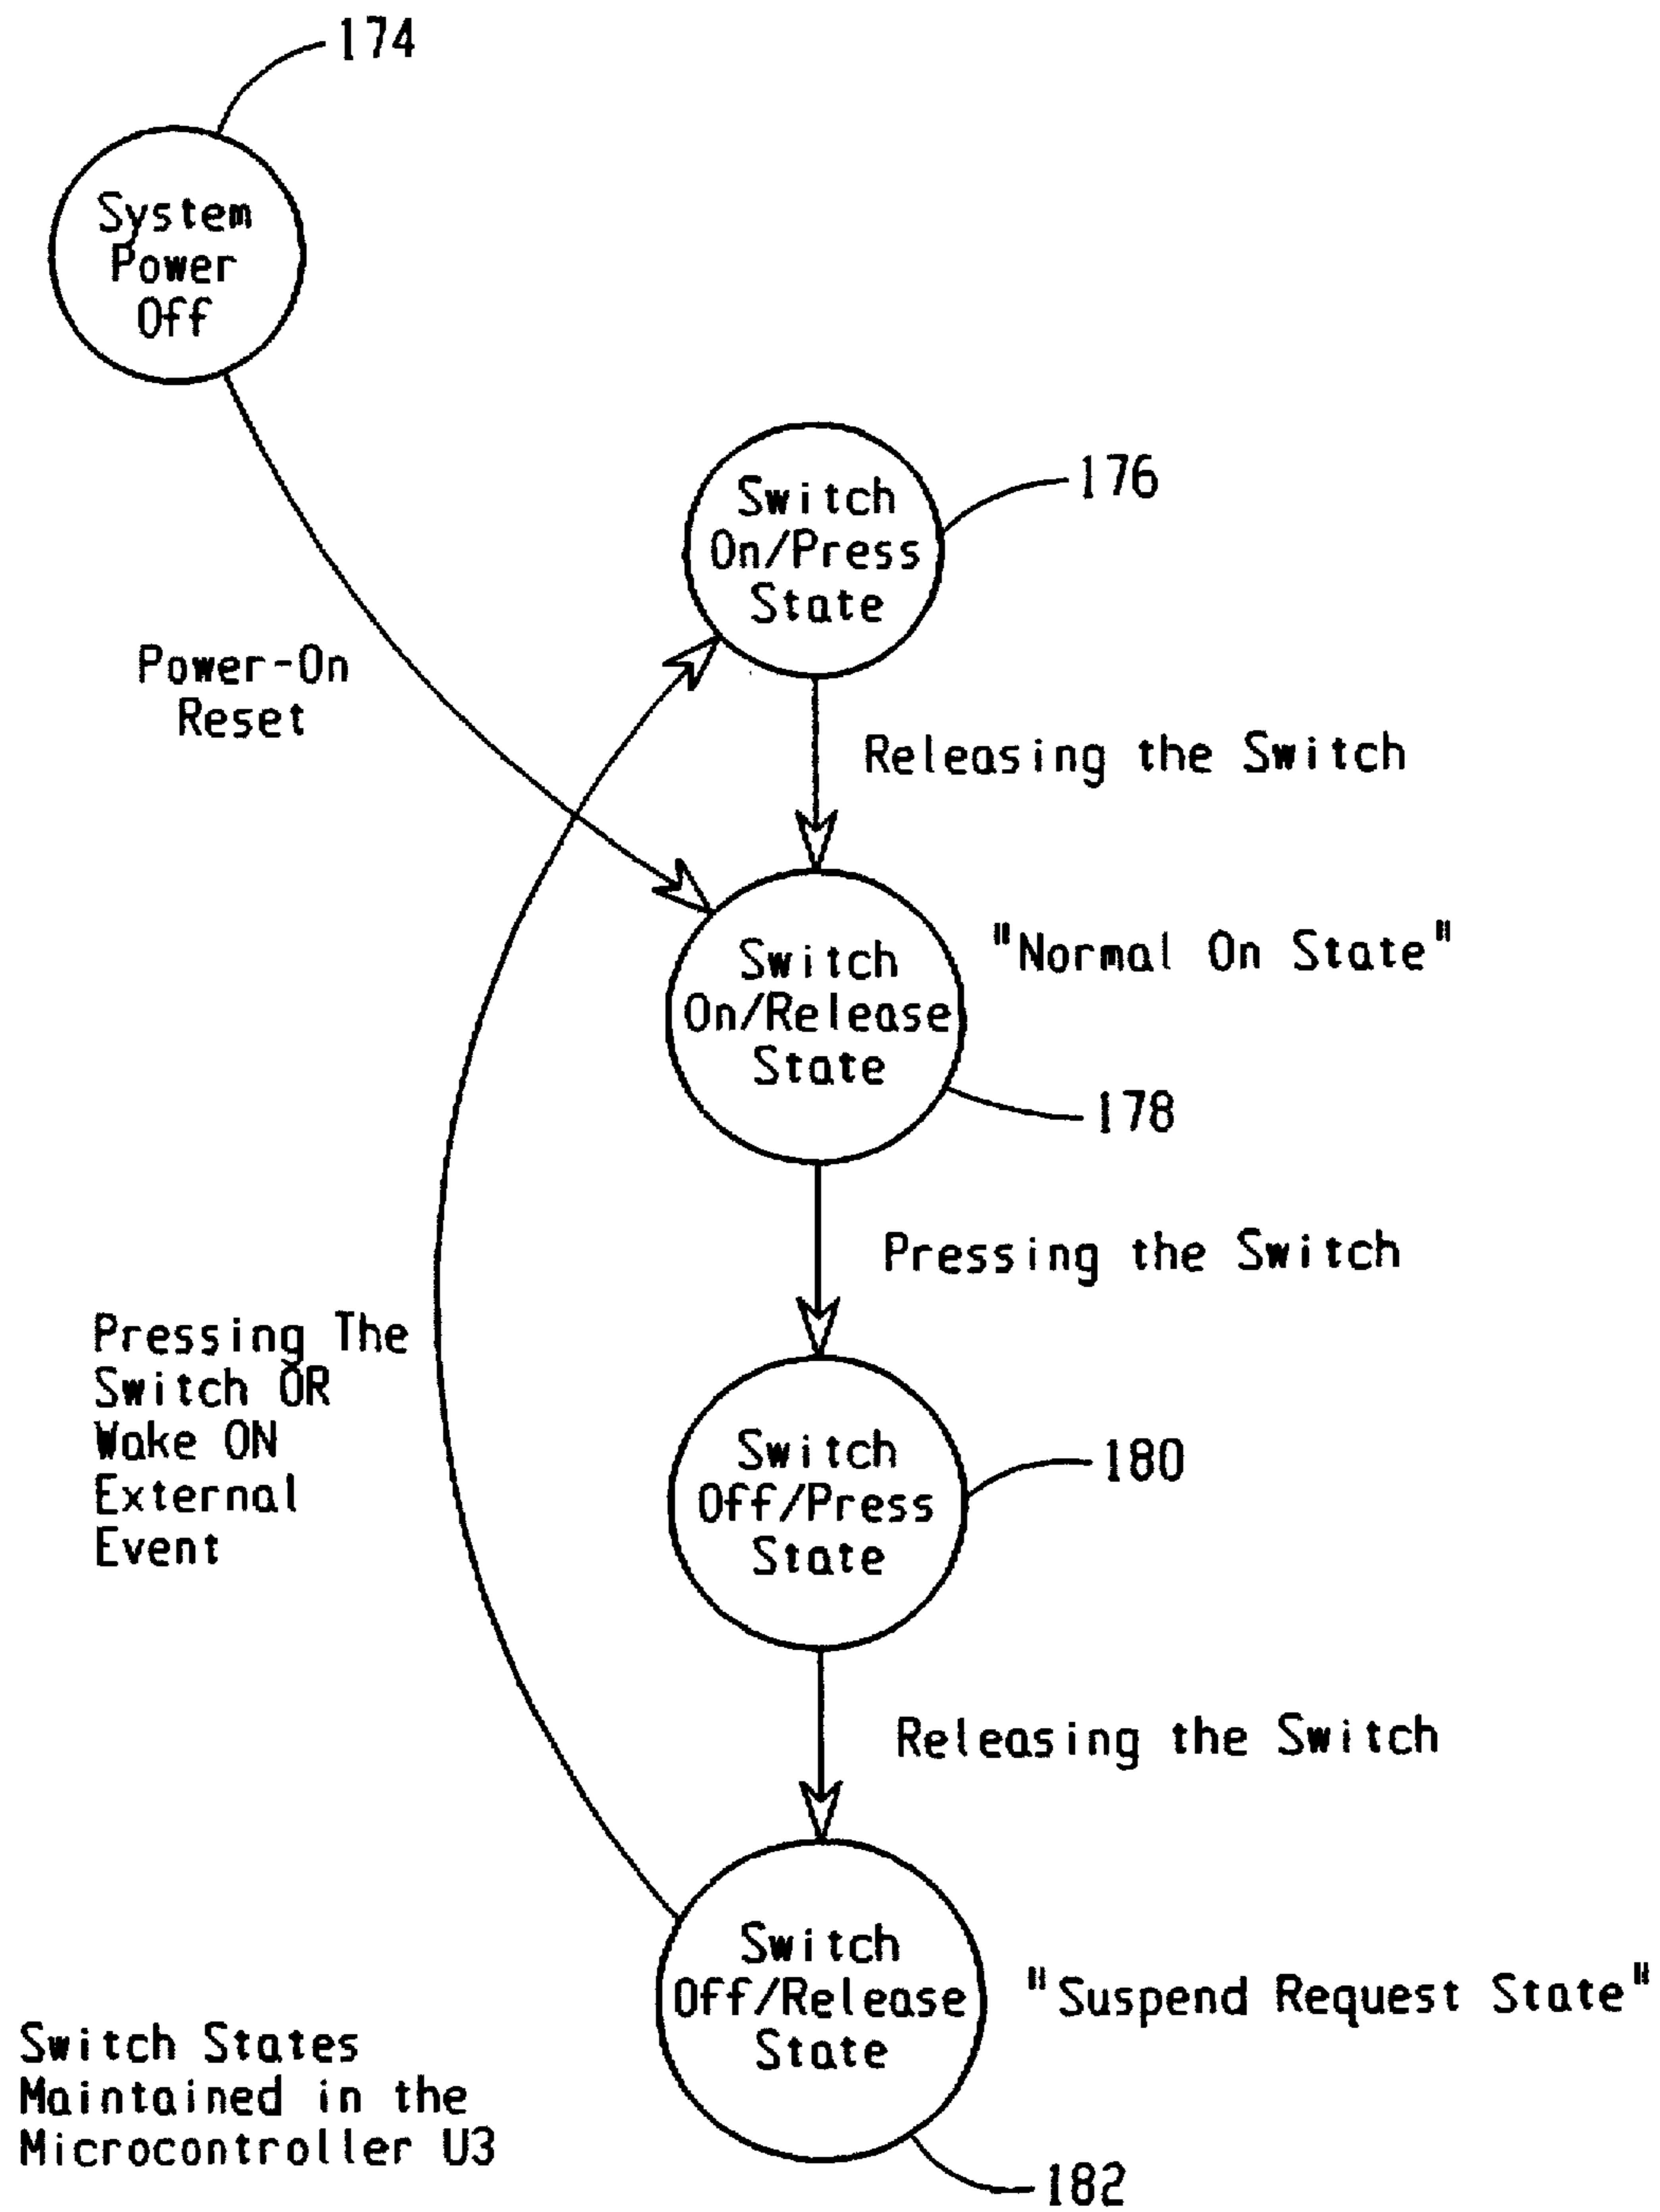 174
System
Power
Off
176
Switch
On/Press
State
Power-On
Reset
Releasing the Switch
"Normal On State"
Switch
On/Release
State
178
Pressing the Switch
Pressing The
Switch OR
Wake ON
External
Event
Switch
Off/Press
State
180
Releasing the Switch
Switch
Off/Release
State
"Suspend Request State"
Switch States
Maintained in the
Microcontroller U3
182